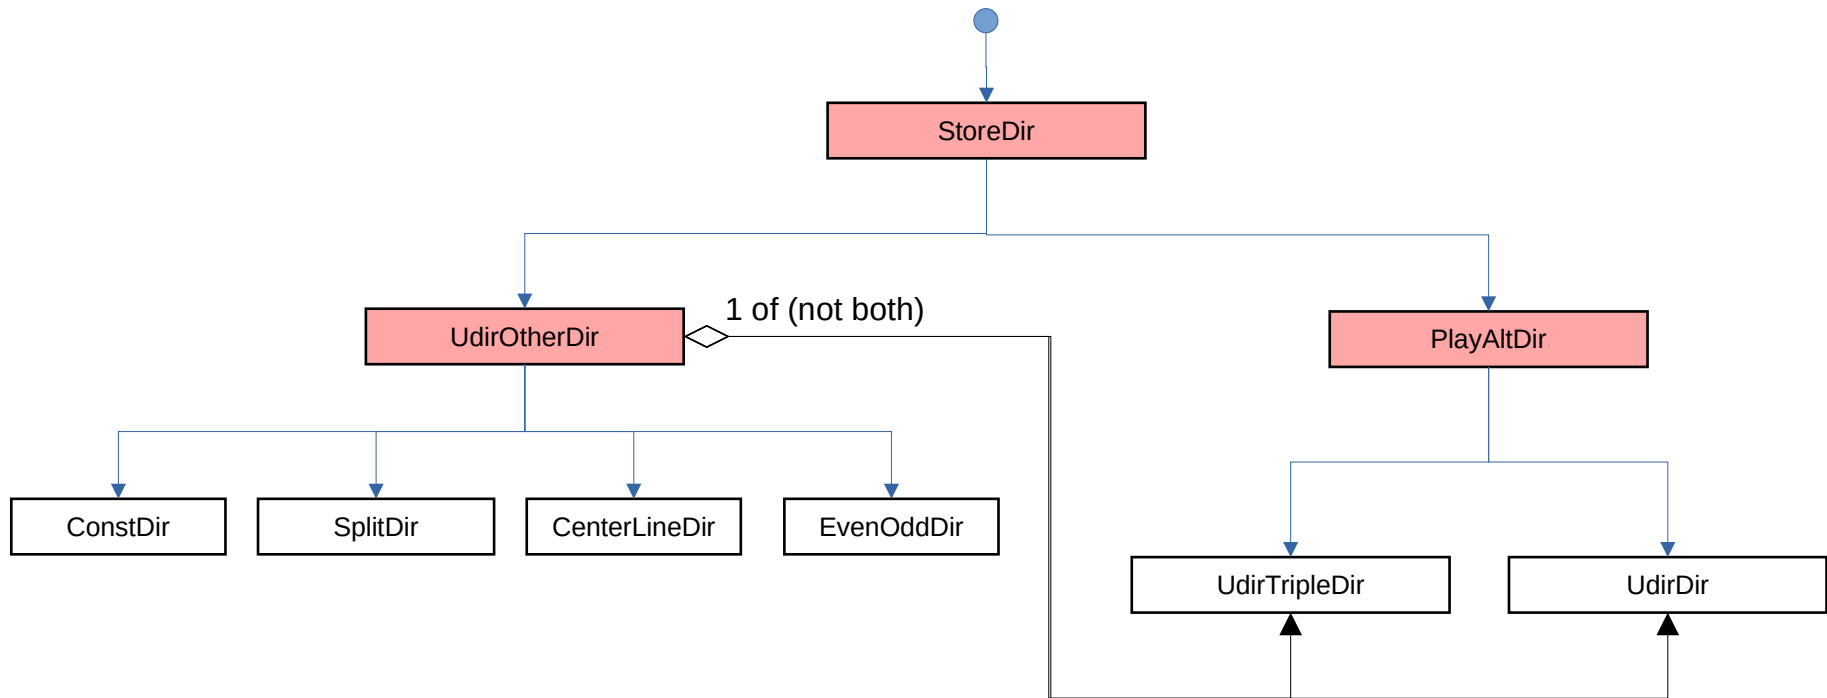 StoreDir
1 of (not both)
UdirOtherDir
PlayAltDir
ConstDir
SplitDir
CenterLineDir
EvenOddDir
UdirTripleDir
UdirDir